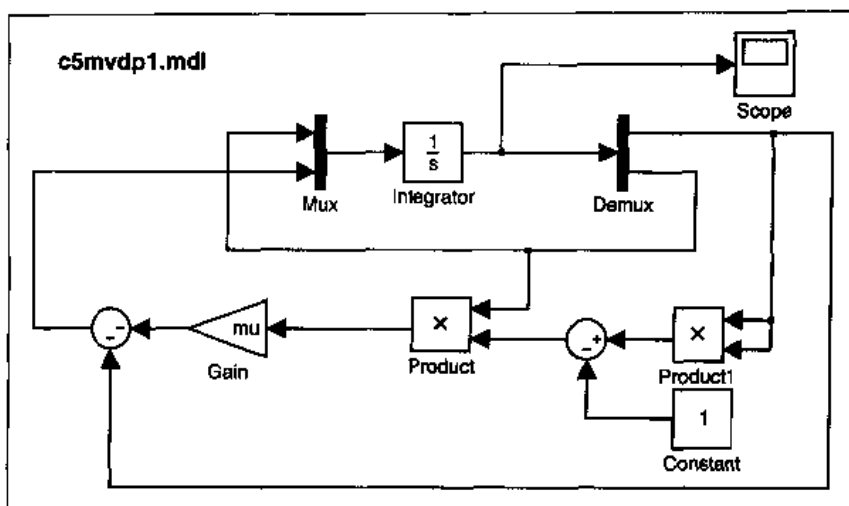 c5mvdp1.mdl
Scope
1
s
Mux
Integrator
Demux
mu
×
- +
×
- -
Gain
Product
Product1
1
Constant